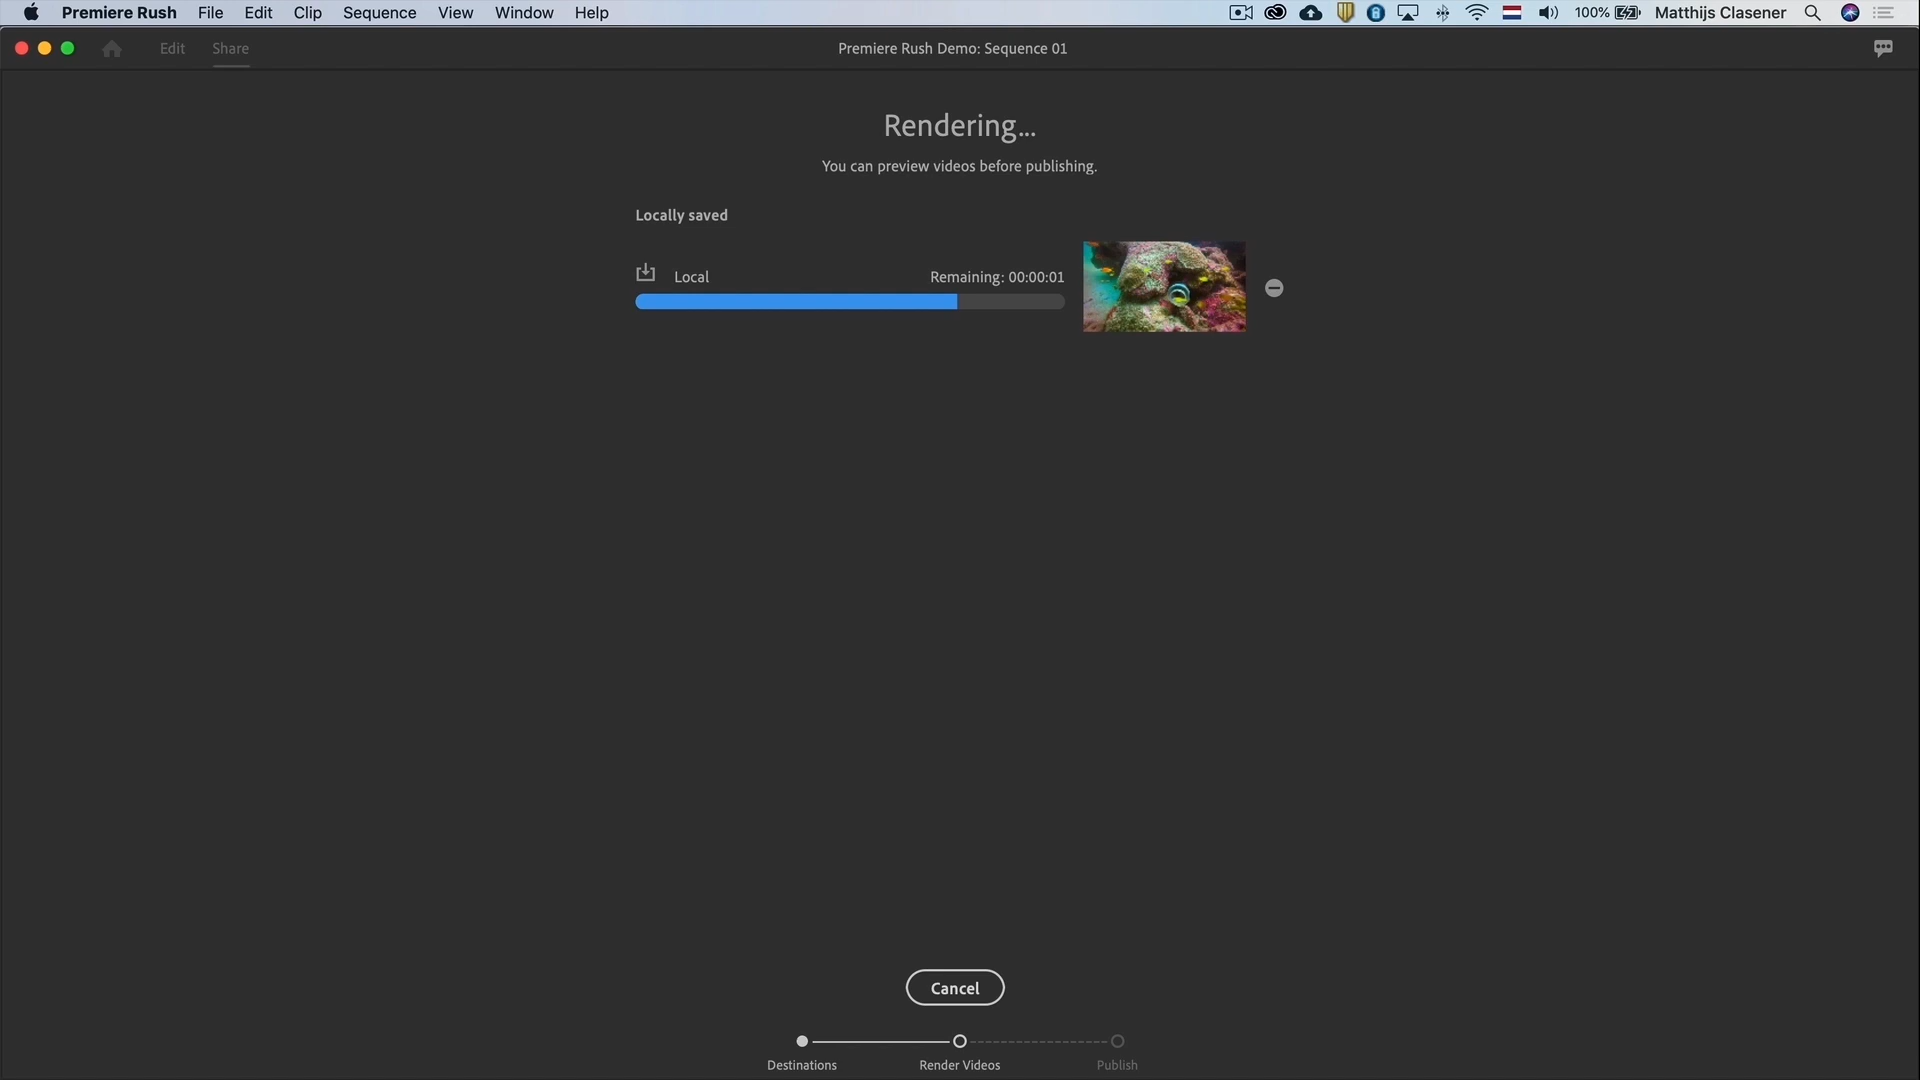 Premiere Rush File Edit Clip Sequence View Window Help 100% Matthijs Clasener
Edit Share Premiere Rush Demo: Sequence 01
Rendering...
You can preview videos before publishing.
Locally saved
Local Remaining: 00:00:01
Cancel
Destinations Render Videos Publish